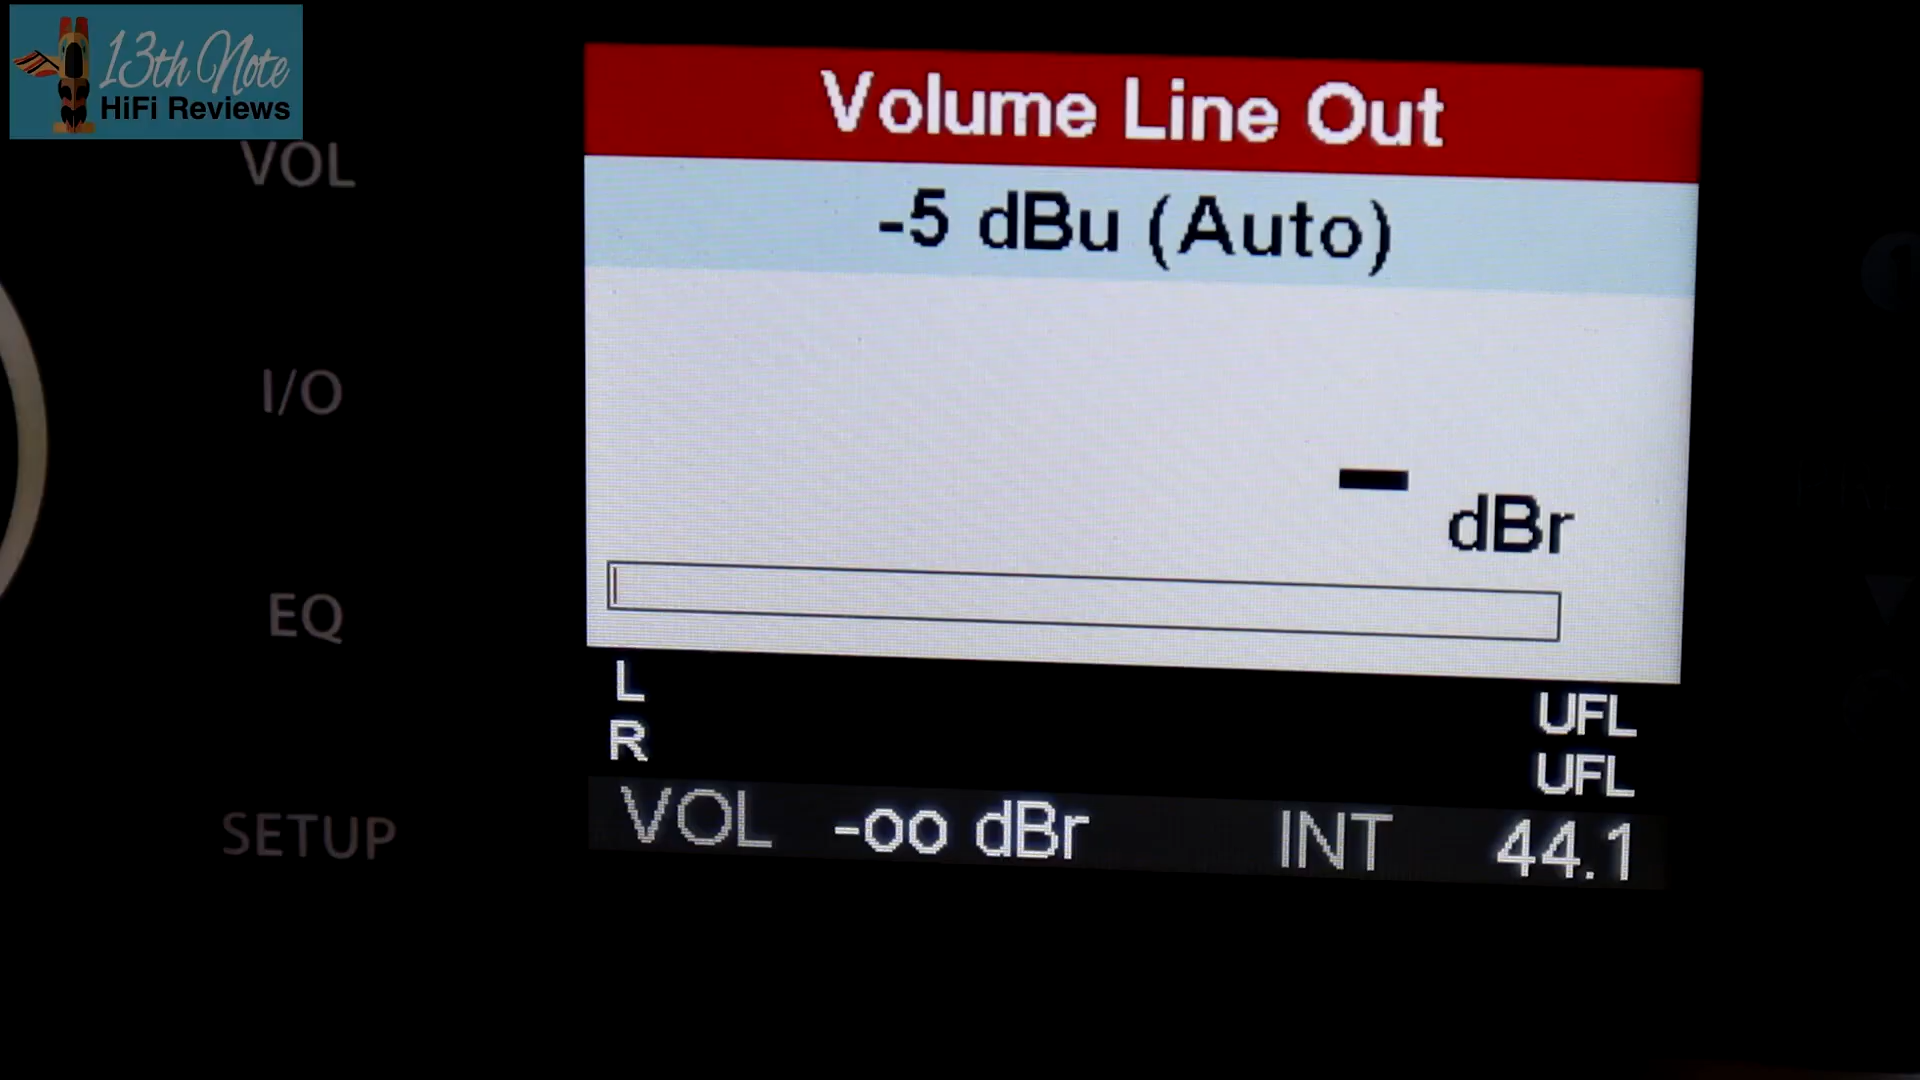 13th Note
HiFi Reviews
VOL
I/O
EQ
SETUP
Volume Line Out
-5 dBu (Auto)
- dBr
L UFL
R UFL
VOL -oo dBr INT 44.1